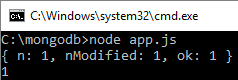 C:\Windows\system32\cmd.exe
C:\mongodb>node app.js
{ n: 1, nModified: 1, ok: 1 }
1